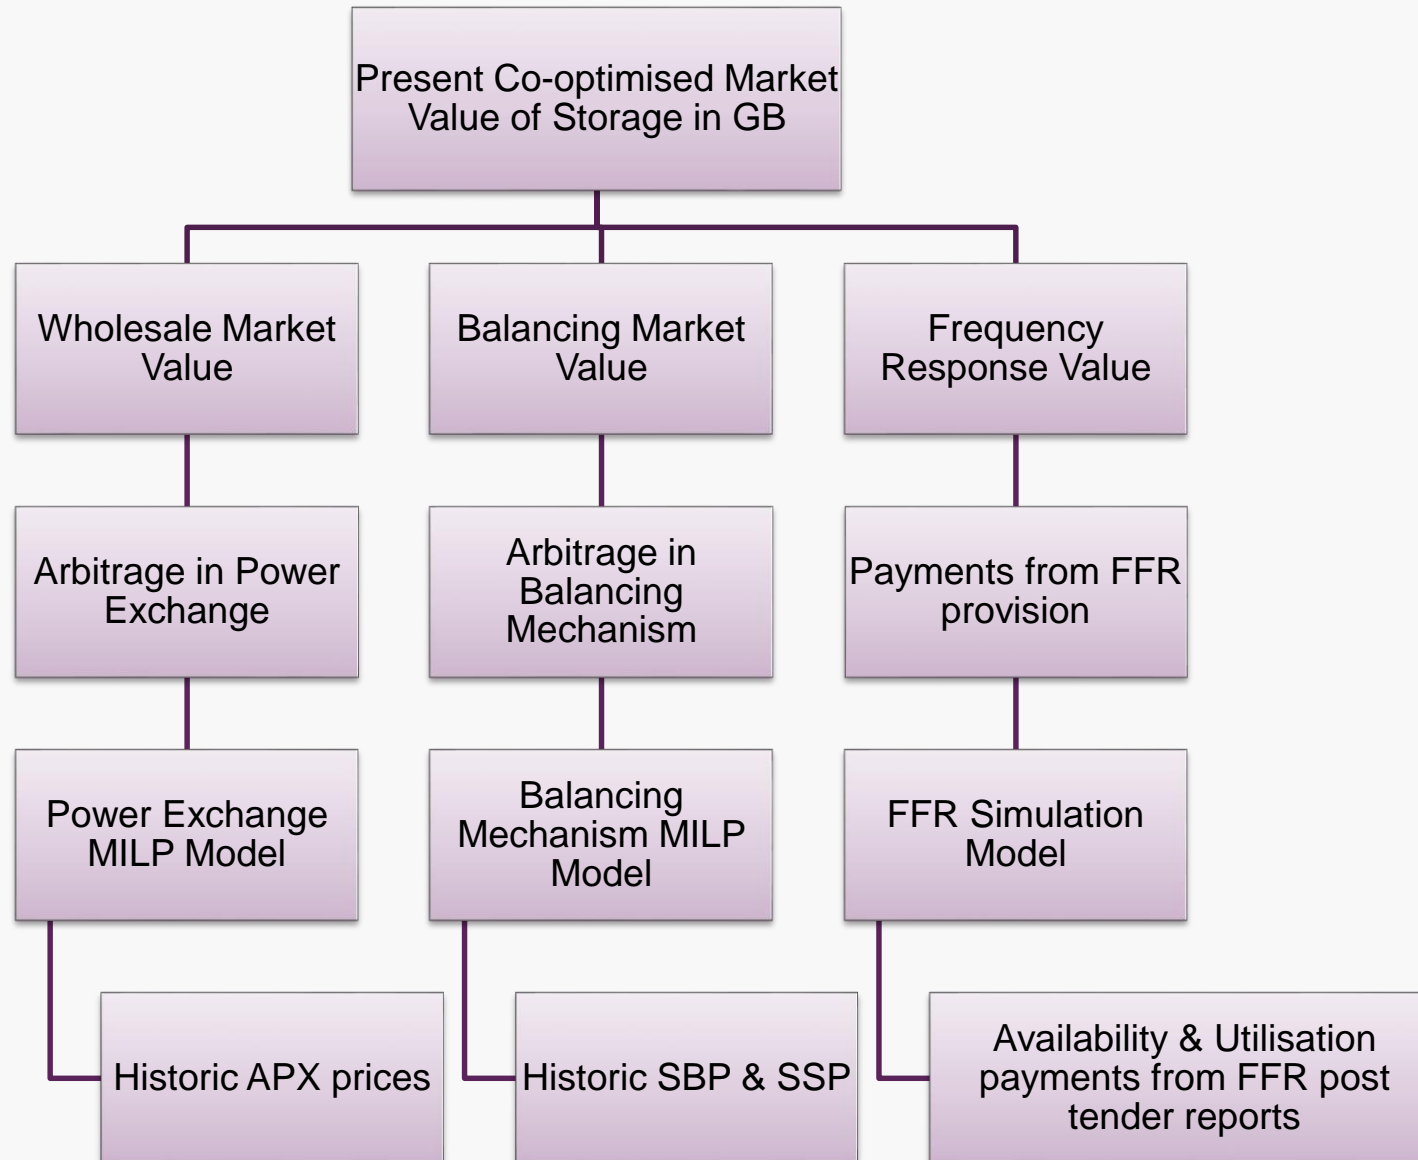 Present Co-optimised Market
Value of Storage in GB
Wholesale Market
Value
Balancing Market
Value
Frequency
Response Value
Arbitrage in Power
Exchange
Arbitrage in
Balancing
Mechanism
Payments from FFR
provision
Power Exchange
MILP Model
Balancing
Mechanism MILP
Model
FFR Simulation
Model
Historic APX prices
Historic SBP & SSP
Availability & Utilisation
payments from FFR post
tender reports